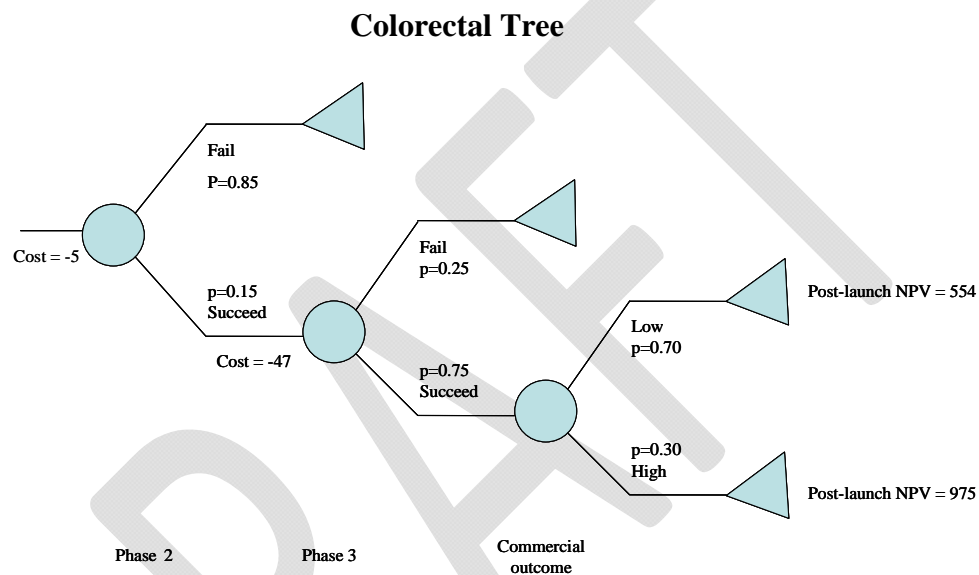 Colorectal Tree
Fail
P=0.85
Cost = -5
p=0.15
Succeed
Cost = -47
Fail
p=0.25
p=0.75
Succeed
Low
p=0.70
Post-launch NPV = 554
p=0.30
High
Post-launch NPV = 975
Phase 2
Phase 3
Commercial
outcome
DRAFT